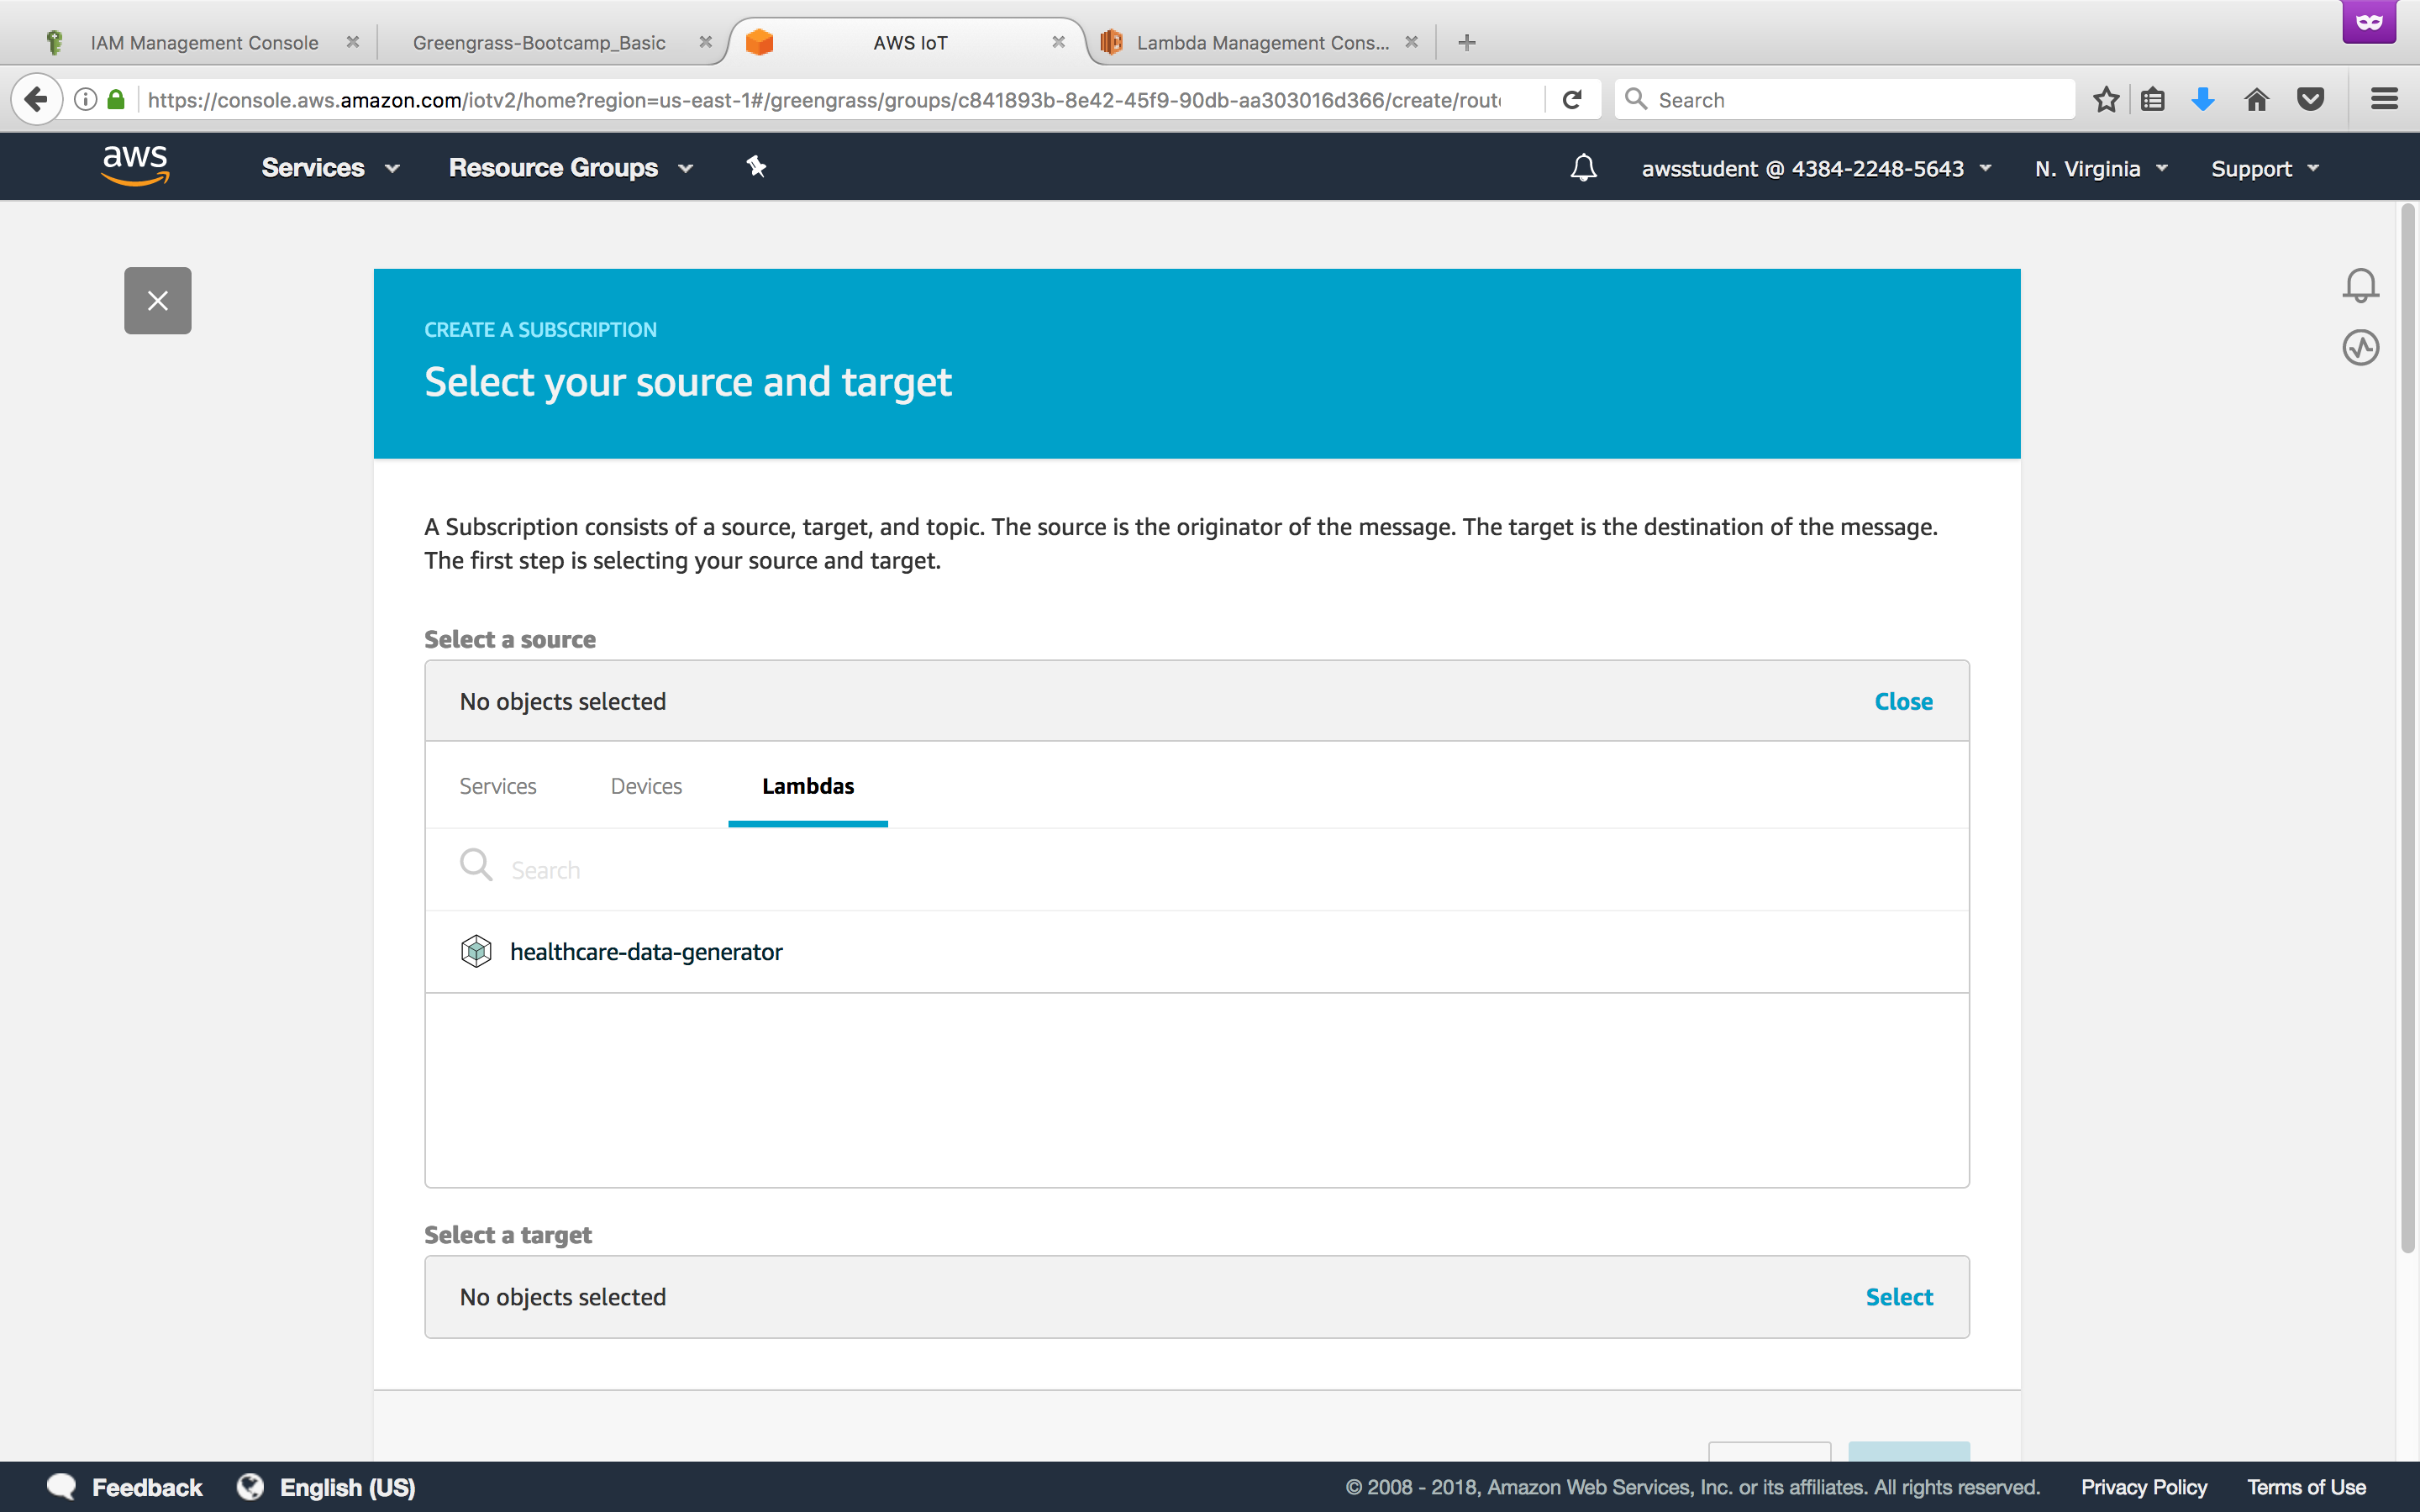 IAM Management Console
Greengrass-Bootcamp_Basic
AWS IoT
Lambda Management Cons...
https://console.aws.amazon.com/iotv2/home?region=us-east-1#/greengrass/groups/c841893b-8e42-45f9-90db-aa303016d366/create/route
Search
aws
Services
Resource Groups
awsstudent @ 4384-2248-5643
N. Virginia
Support
CREATE A SUBSCRIPTION
Select your source and target
A Subscription consists of a source, target, and topic. The source is the originator of the message. The target is the destination of the message.
The first step is selecting your source and target.
Select a source
No objects selected
Close
Services
Devices
Lambdas
Search
healthcare-data-generator
Select a target
No objects selected
Select
Feedback
English (US)
© 2008 - 2018, Amazon Web Services, Inc. or its affiliates. All rights reserved.
Privacy Policy
Terms of Use